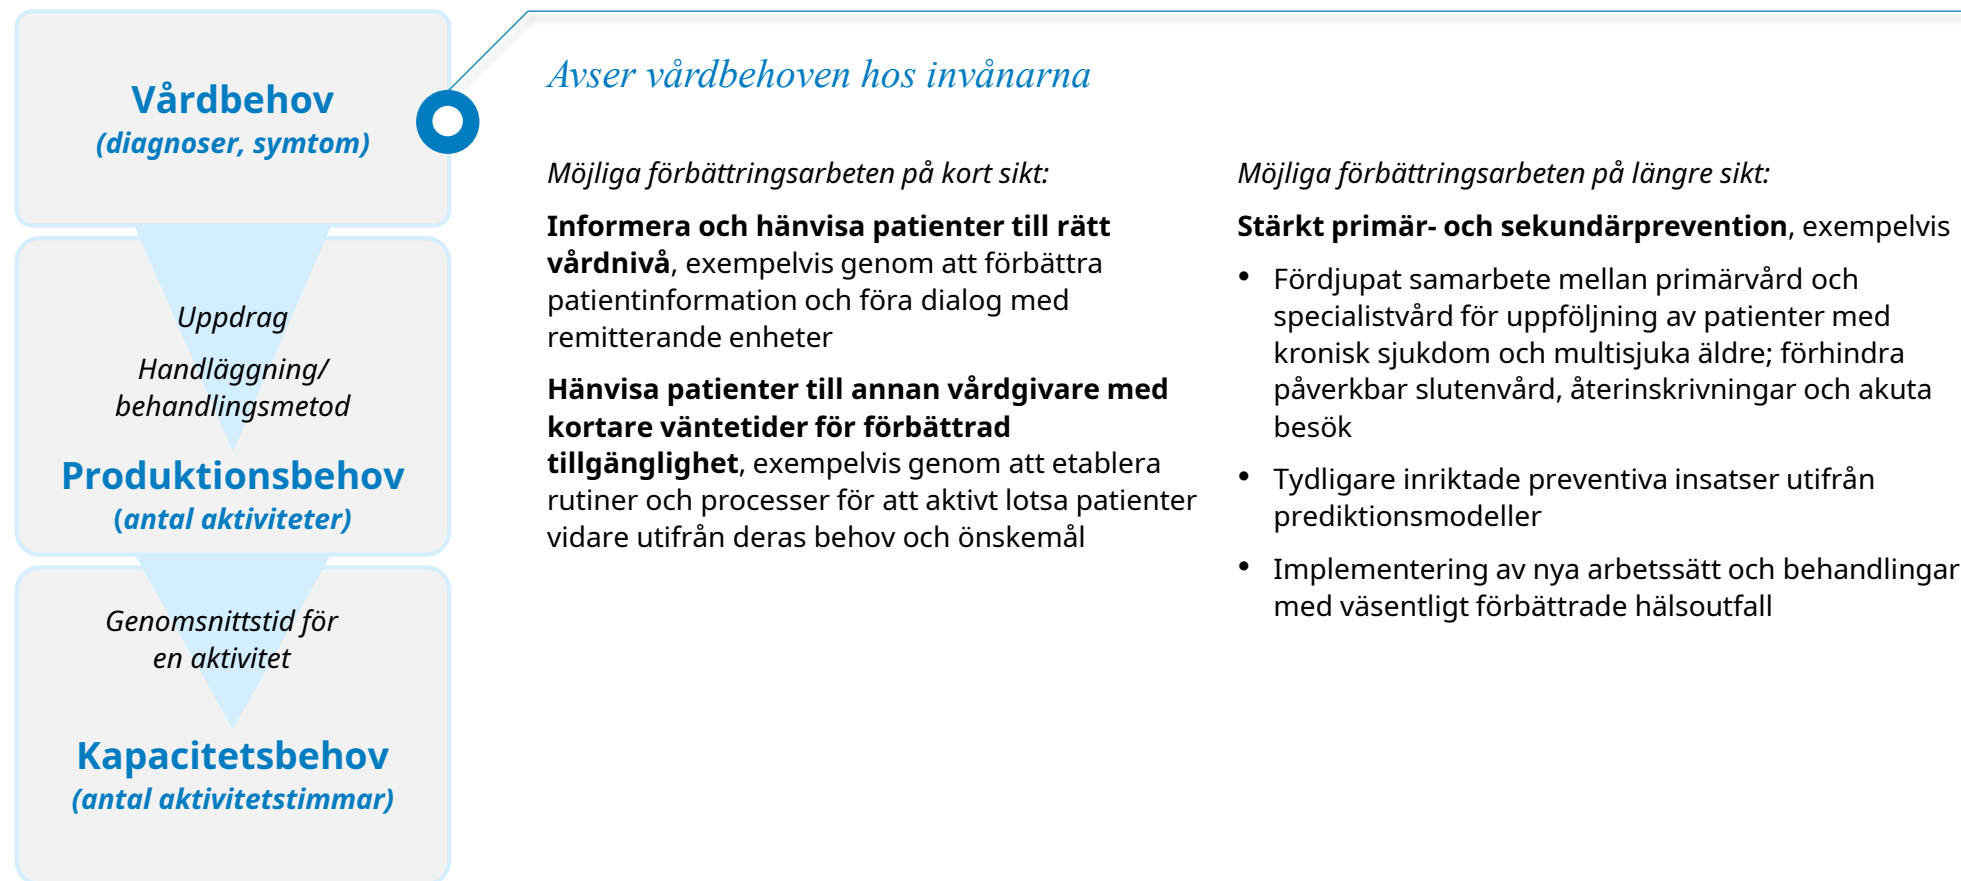 Vårdbehov
(diagnoser, symtom)
Uppdrag
Handläggning/
behandlingsmetod
Produktionsbehov
(antal aktiviteter)
Genomsnittstid för
en aktivitet
Kapacitetsbehov
(antal aktivitetstimmar)
Avser vårdbehoven hos invånarna
Möjliga förbättringsarbeten på kort sikt:
Informera och hänvisa patienter till rätt
vårdnivå, exempelvis genom att förbättra
patientinformation och föra dialog med
remitterande enheter
Hänvisa patienter till annan vårdgivare med
kortare väntetider för förbättrad
tillgänglighet, exempelvis genom att etablera
rutiner och processer för att aktivt lotsa patienter
vidare utifrån deras behov och önskemål
Möjliga förbättringsarbeten på längre sikt:
Stärkt primär- och sekundärprevention, exempelvis
• Fördjupat samarbete mellan primärvård och
specialistvård för uppföljning av patienter med
kronisk sjukdom och multisjuka äldre; förhindra
påverkbar slutenvård, återinskrivningar och akuta
besök
• Tydligare inriktade preventiva insatser utifrån
prediktionsmodeller
• Implementering av nya arbetssätt och behandlingar
med väsentligt förbättrade hälsoutfall